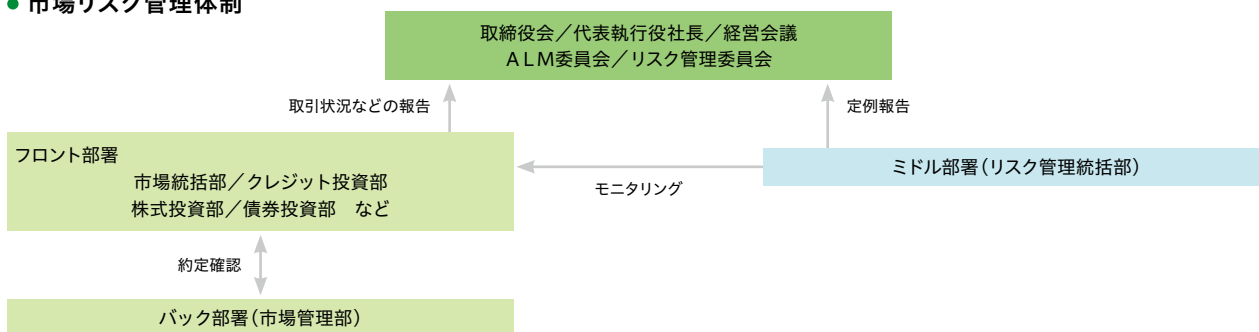 ● 市場リスク管理体制
取締役会／代表執行役社長／経営会議
ALM委員会／リスク管理委員会
取引状況などの報告
定例報告
フロント部署
市場統括部／クレジット投資部
株式投資部／債券投資部　など
モニタリング
ミドル部署（リスク管理統括部）
約定確認
バック部署（市場管理部）